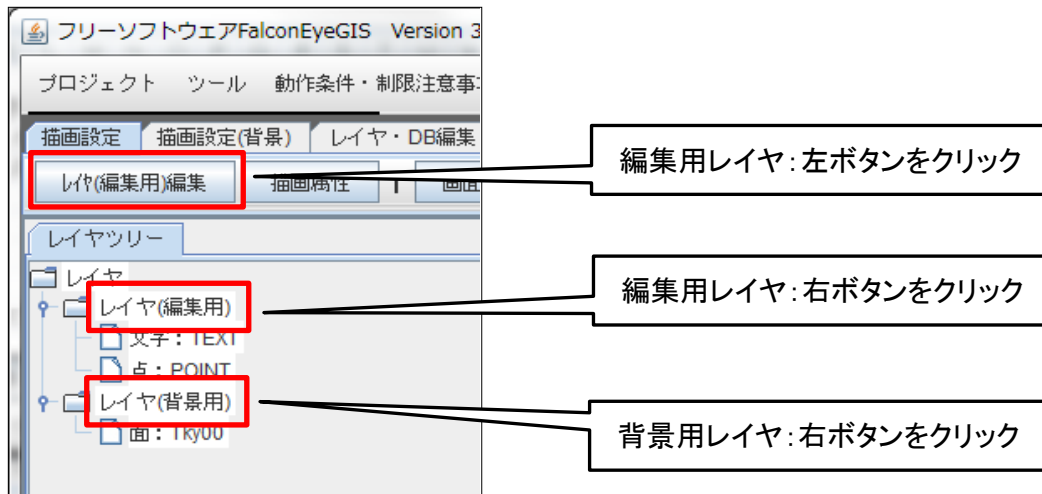 フリーソフトウェアFalconEyeGIS Version 3
プロジェクト ツール 動作条件・制限注意事
描画設定 描画設定(背景) レイヤ・DB編集
編集用レイヤ:左ボタンをクリック
ﾚｲﾔ(編集用)編集 描画属性 画面
レイヤツリー
レイヤ
編集用レイヤ:右ボタンをクリック
レイヤ(編集用)
文字:TEXT
点:POINT
レイヤ(背景用)
背景用レイヤ:右ボタンをクリック
面:Tky00